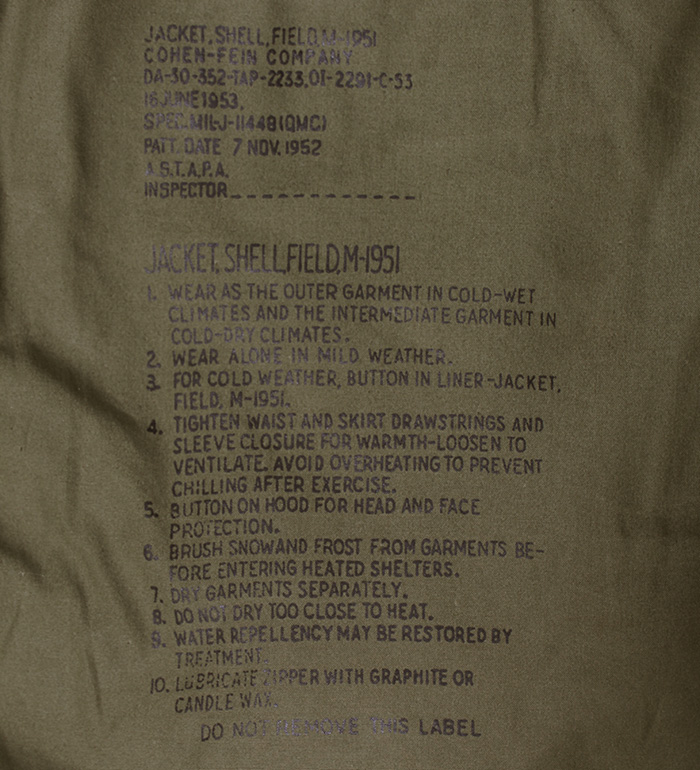 JACKET, SHELL, FIELD, M-1951
COHEN-FEIN COMPANY
DA-30-352-TAP-2233, OI-2291-C-53
16 JUNE 1953.
SPEC. MIL-J-11448(QMC)
PATT. DATE 7 NOV. 1952
A.S.T.A.P.A.
INSPECTOR
JACKET, SHELL, FIELD, M-1951
1. WEAR AS THE OUTER GARMENT IN COLD-WET
CLIMATES AND THE INTERMEDIATE GARMENT IN
COLD-DRY CLIMATES.
2. WEAR ALONE IN MILD WEATHER.
3. FOR COLD WEATHER, BUTTON IN LINER-JACKET,
FIELD, M-1951.
4. TIGHTEN WAIST AND SKIRT DRAWSTRINGS AND
SLEEVE CLOSURE FOR WARMTH-LOOSEN TO
VENTILATE. AVOID OVERHEATING TO PREVENT
CHILLING AFTER EXERCISE.
5. BUTTON ON HOOD FOR HEAD AND FACE
PROTECTION.
6. BRUSH SNOW AND FROST FROM GARMENTS BE-
FORE ENTERING HEATED SHELTERS.
7. DRY GARMENTS SEPARATELY.
8. DO NOT DRY TOO CLOSE TO HEAT.
9. WATER REPELLENCY MAY BE RESTORED BY
TREATMENT.
10. LUBRICATE ZIPPER WITH GRAPHITE OR
CANDLE WAX.
DO NOT REMOVE THIS LABEL